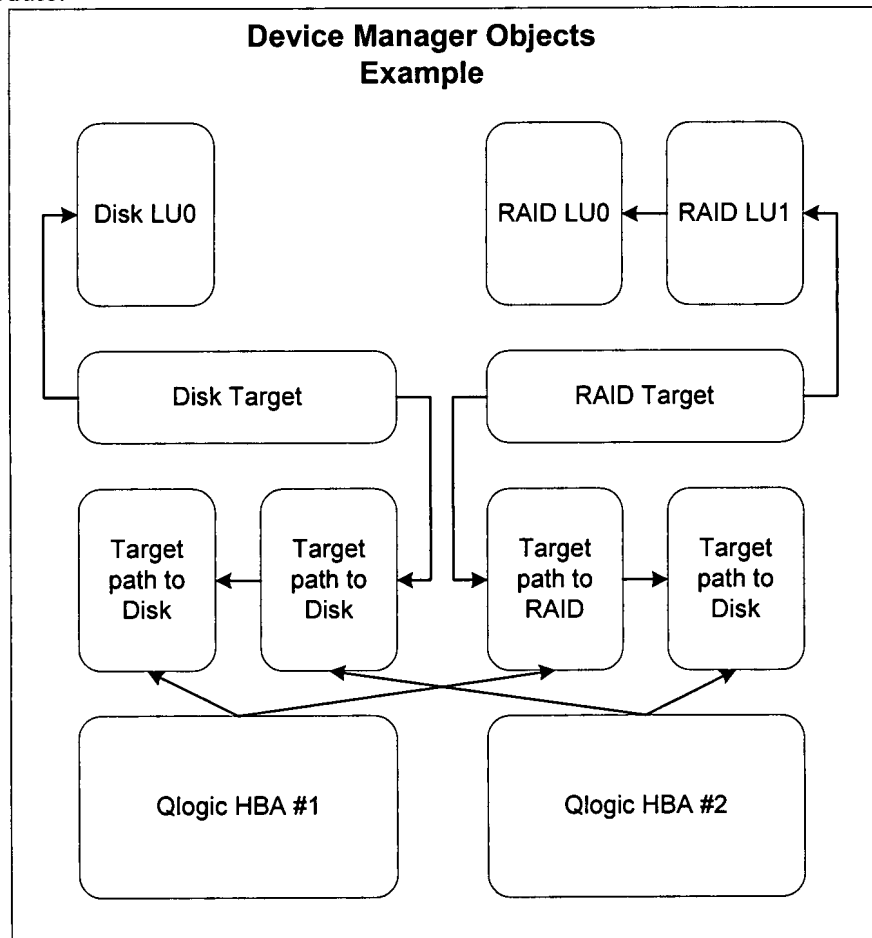 Device Manager Objects
Example
Disk LU0
RAID LU0
RAID LU1
Disk Target
RAID Target
Target
path to
Disk
Target
path to
Disk
Target
path to
RAID
Target
path to
Disk
Qlogic HBA #1
Qlogic HBA #2